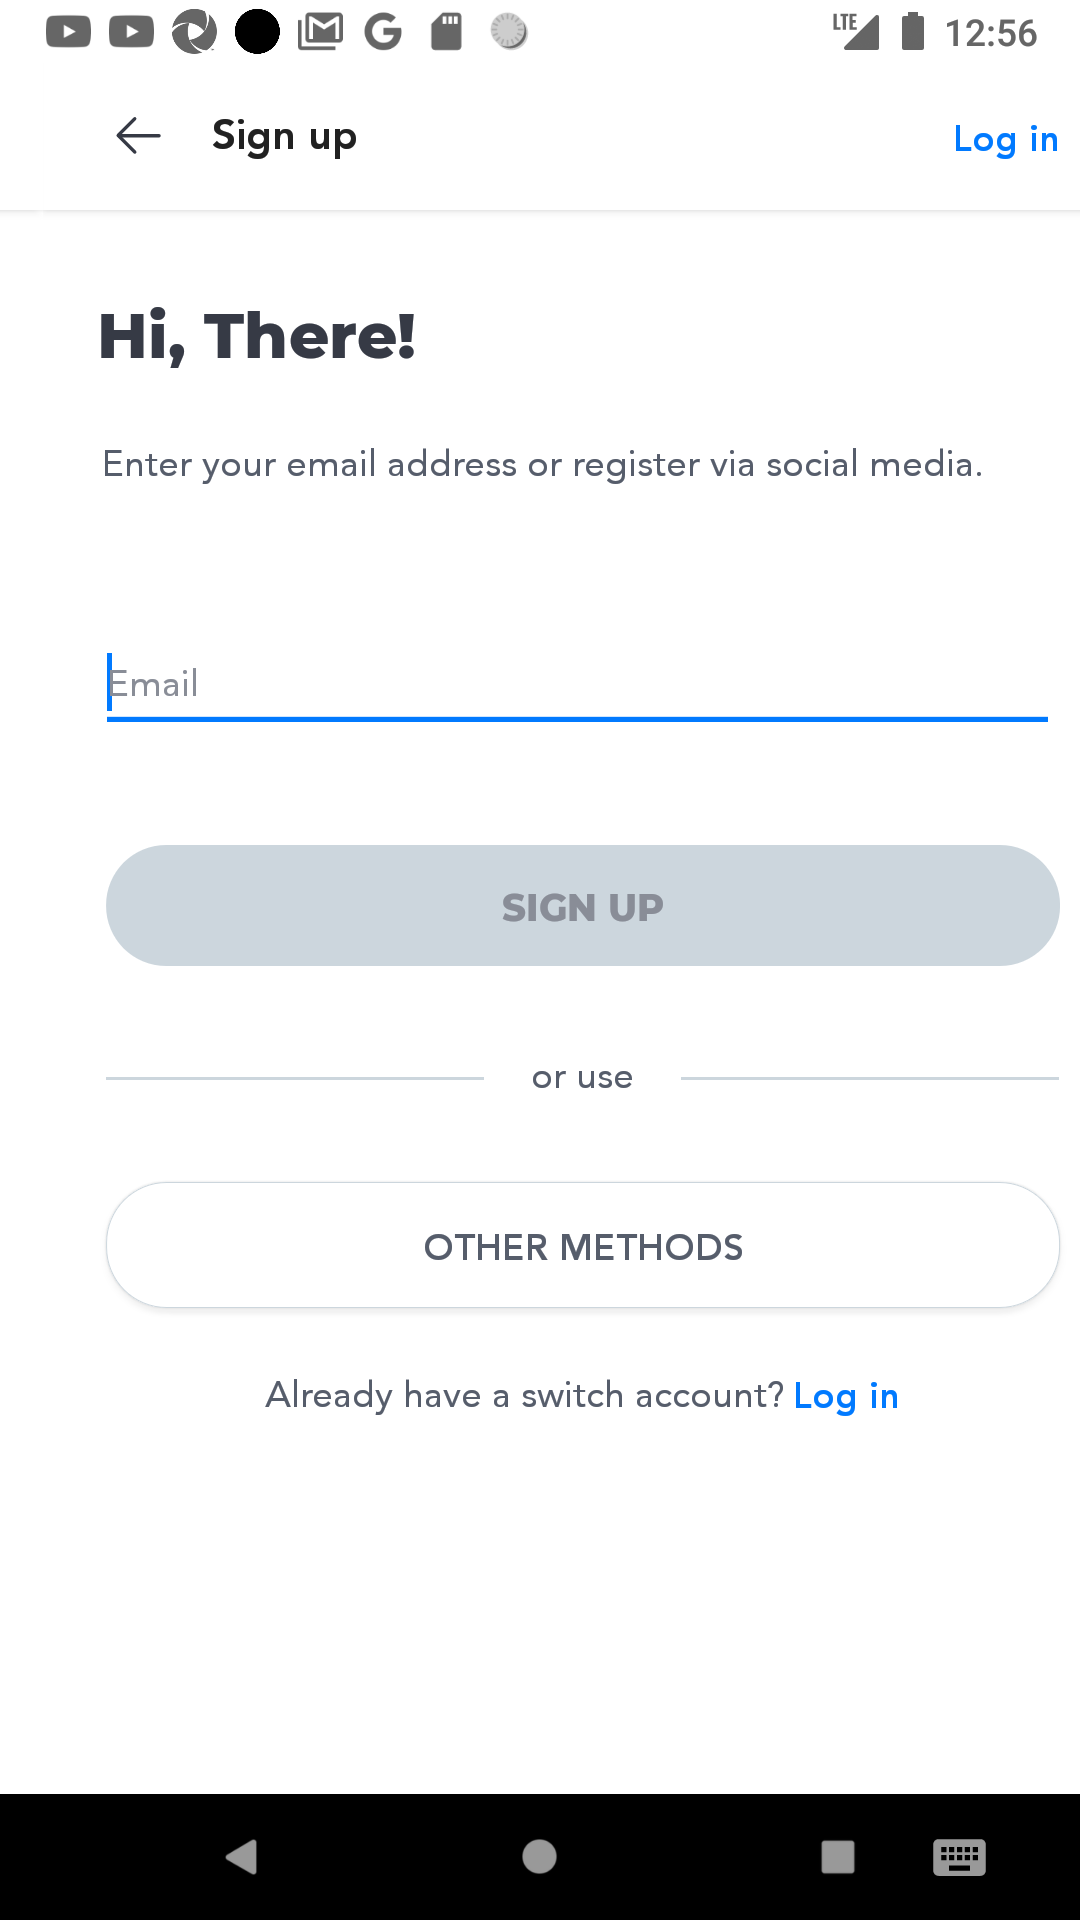 LTE 12:56
Sign up
Log in
Hi, There!
Enter your email address or register via social media.
Email
SIGN UP
or use
OTHER METHODS
Already have a switch account? Log in